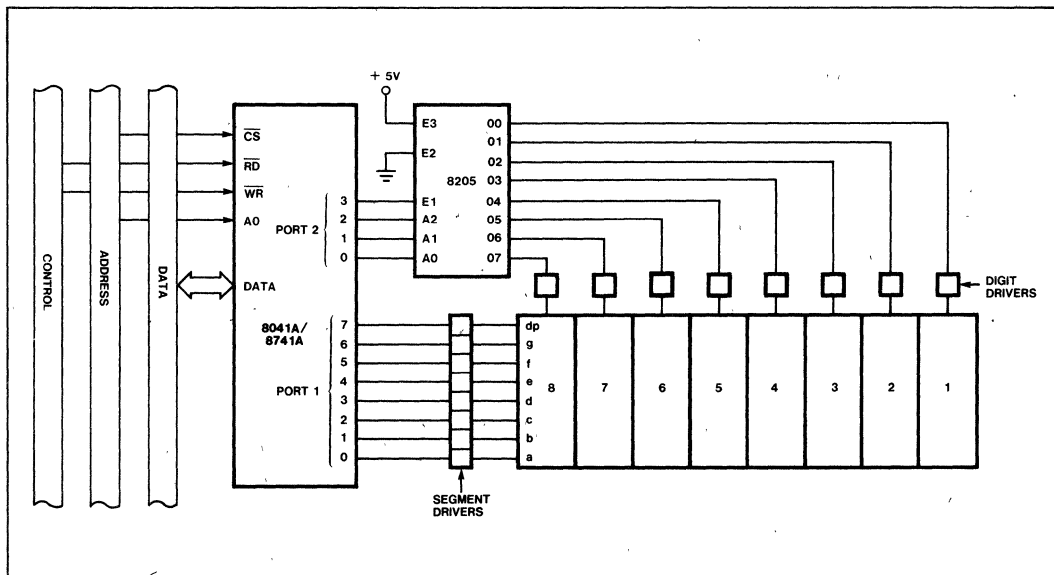 CONTROL
ADDRESS
DATA
CS
RD
WR
A0
DATA
8041A/
8741A
PORT 2
3
2
1
0
PORT 1
7
6
5
4
3
2
1
0
+ 5V
E3
E2
8205
E1
A2
A1
A0
00
01
02
03
04
05
06
07
DIGIT
DRIVERS
dp
g
f
e
d
c
b
a
8
7
6
5
4
3
2
1
SEGMENT
DRIVERS